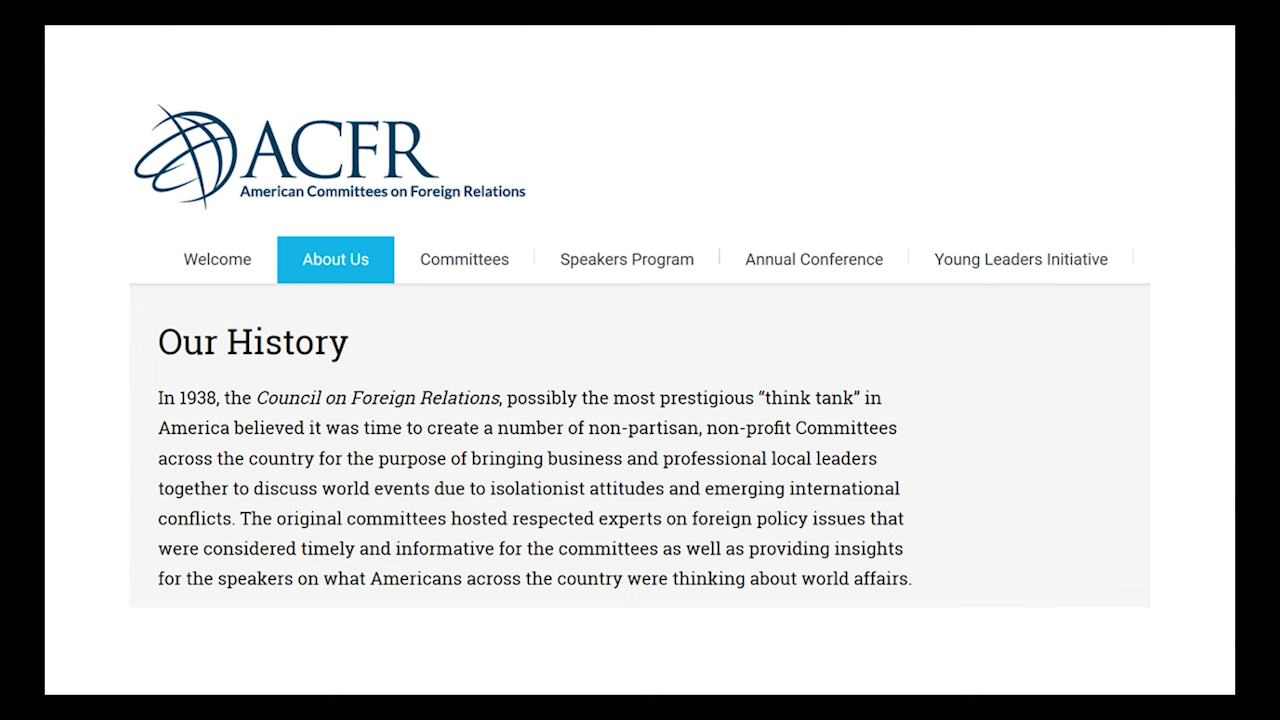 ACFR
American Committees on Foreign Relations
Welcome About Us Committees Speakers Program Annual Conference Young Leaders Initiative
Our History
In 1938, the Council on Foreign Relations, possibly the most prestigious “think tank” in
America believed it was time to create a number of non-partisan, non-profit Committees
across the country for the purpose of bringing business and professional local leaders
together to discuss world events due to isolationist attitudes and emerging international
conflicts. The original committees hosted respected experts on foreign policy issues that
were considered timely and informative for the committees as well as providing insights
for the speakers on what Americans across the country were thinking about world affairs.